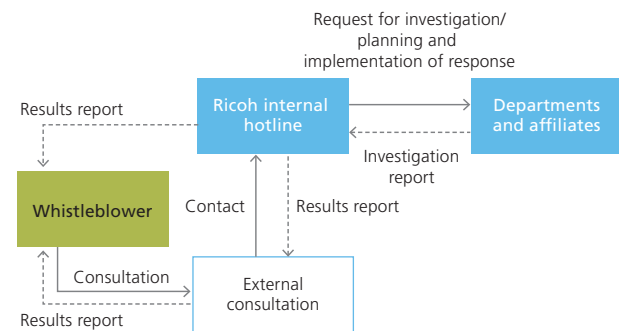 Request for investigation/
planning and
implementation of response
Ricoh internal
hotline
Departments
and affiliates
Results report
Investigation
report
Whistleblower
Contact
Results report
Consultation
External
consultation
Results report